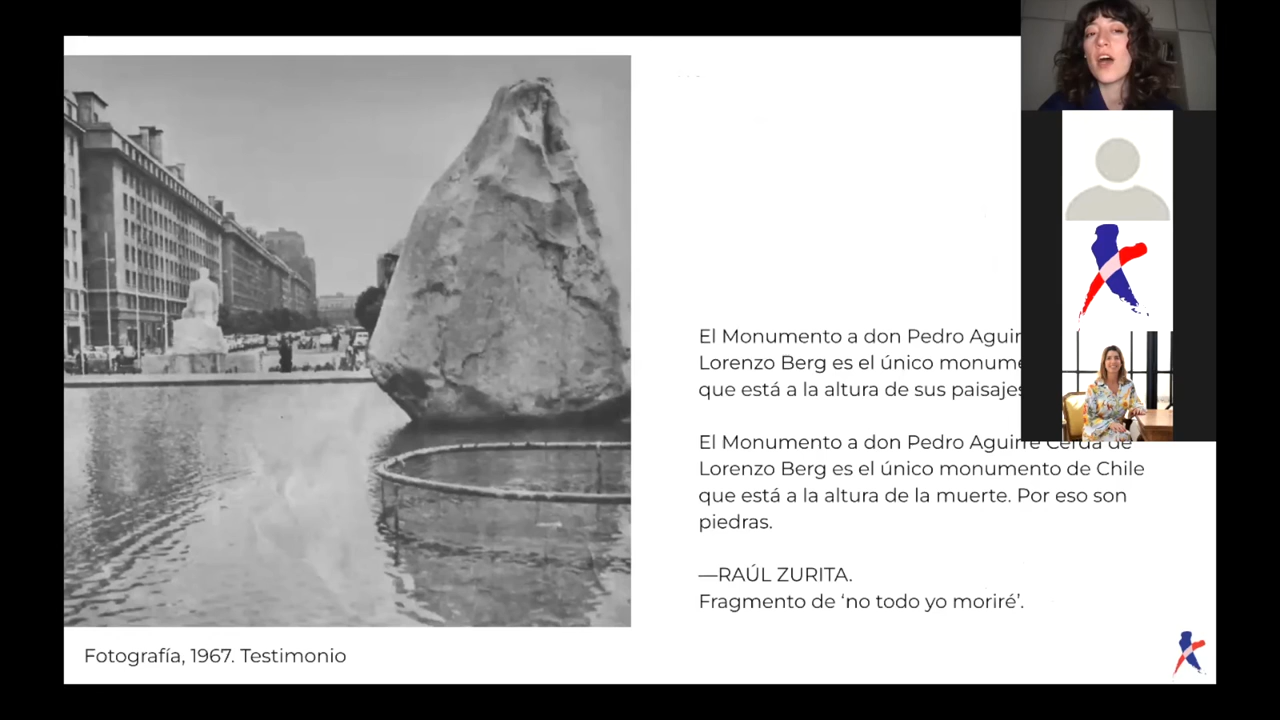 El Monumento a don Pedro
Lorenzo Berg es el único
que está a la altura de sus paisajes
El Monumento a don Pedro Aguirre Cerda de
Lorenzo Berg es el único monumento de Chile
que está a la altura de la muerte. Por eso son
piedras.
—RAÚL ZURITA.
Fragmento de ‘no todo yo moriré’.
Fotografía, 1967. Testimonio